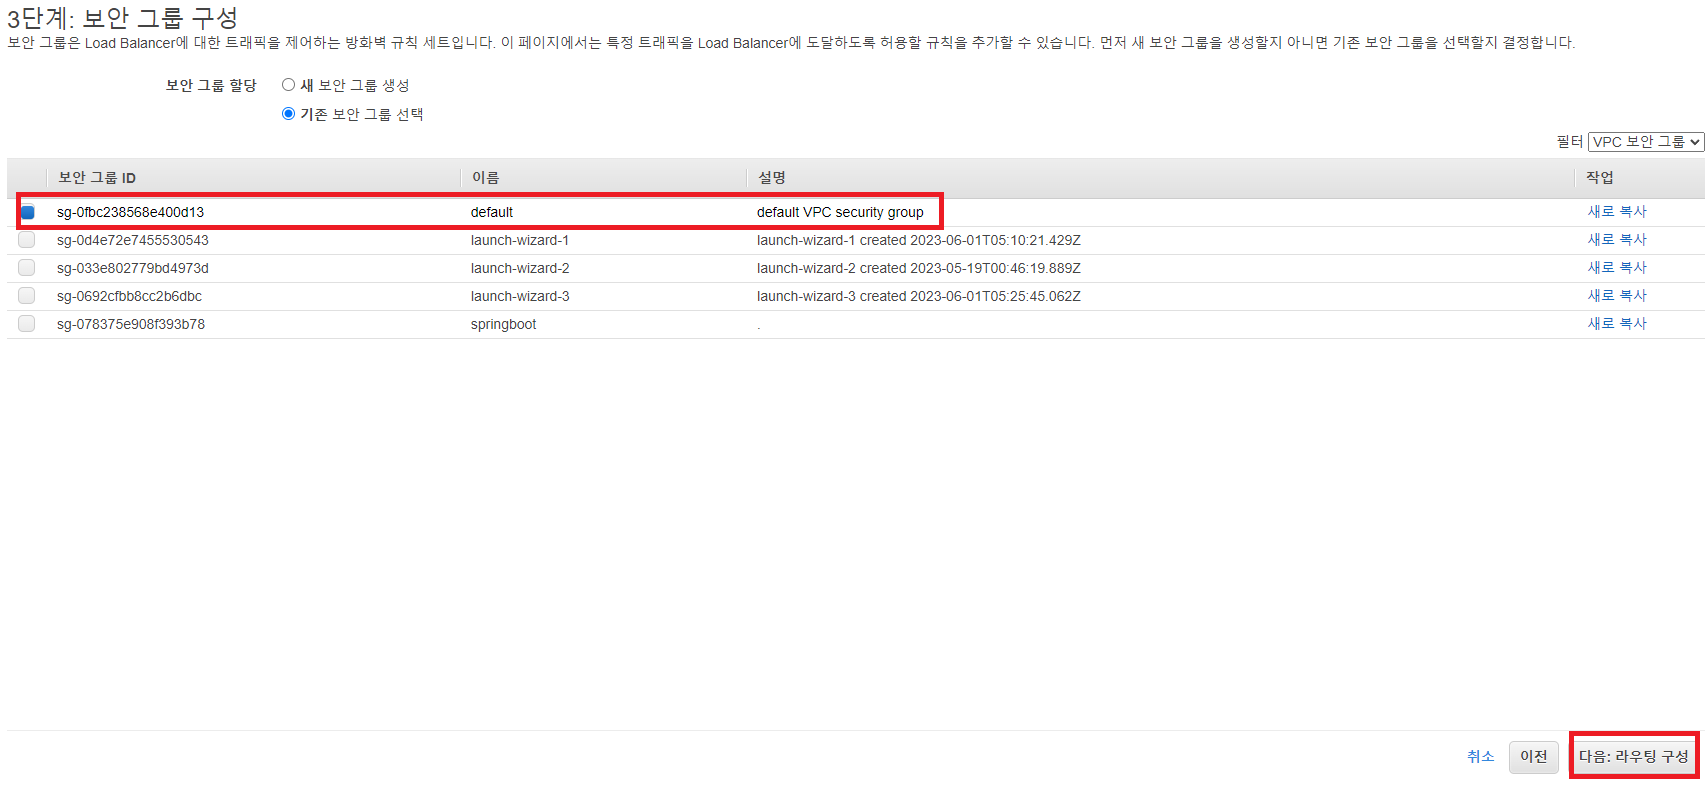 3단계: 보안 그룹 구성
보안 그룹은 Load Balancer에 대한 트래픽을 제어하는 방화벽 규칙 세트입니다. 이 페이지에서는 특정 트래픽을 Load Balancer에 도달하도록 허용할 규칙을 추가할 수 있습니다. 먼저 새 보안 그룹을 생성할지 아니면 기존 보안 그룹을 선택할지 결정합니다.
보안 그룹 할당 새 보안 그룹 생성
기존 보안 그룹 선택
필터 VPC 보안 그룹
보안 그룹 ID 이름 설명 작업
sg-0fbc238568e400d13 default default VPC security group 새로 복사
sg-0d4e72e7455530543 launch-wizard-1 launch-wizard-1 created 2023-06-01T05:10:21.429Z 새로 복사
sg-033e802779bd4973d launch-wizard-2 launch-wizard-2 created 2023-05-19T00:46:19.889Z 새로 복사
sg-0692cfbb8cc2b6dbc launch-wizard-3 launch-wizard-3 created 2023-06-01T05:25:45.062Z 새로 복사
sg-078375e908f393b78 springboot . 새로 복사
취소 이전 다음: 라우팅 구성